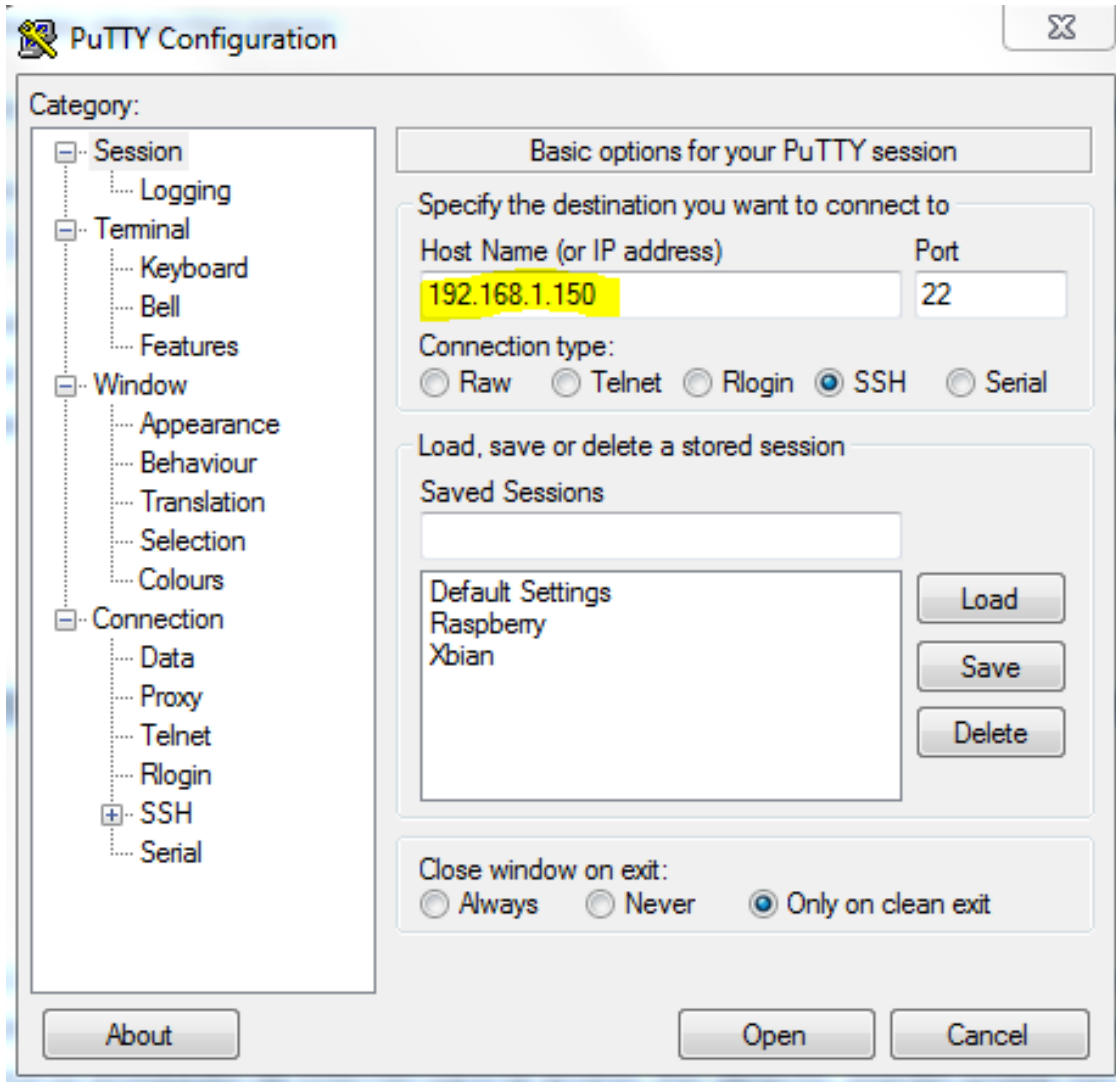 PuTTY Configuration
Category:
Session
Logging
Terminal
Keyboard
Bell
Features
Window
Appearance
Behaviour
Translation
Selection
Colours
Connection
Data
Proxy
Telnet
Rlogin
SSH
Serial
Basic options for your PuTTY session
Specify the destination you want to connect to
Host Name (or IP address) Port
192.168.1.150 22
Connection type:
Raw Telnet Rlogin SSH Serial
Load, save or delete a stored session
Saved Sessions
Default Settings
Raspberry
Xbian
Load
Save
Delete
Close window on exit:
Always Never Only on clean exit
About Open Cancel